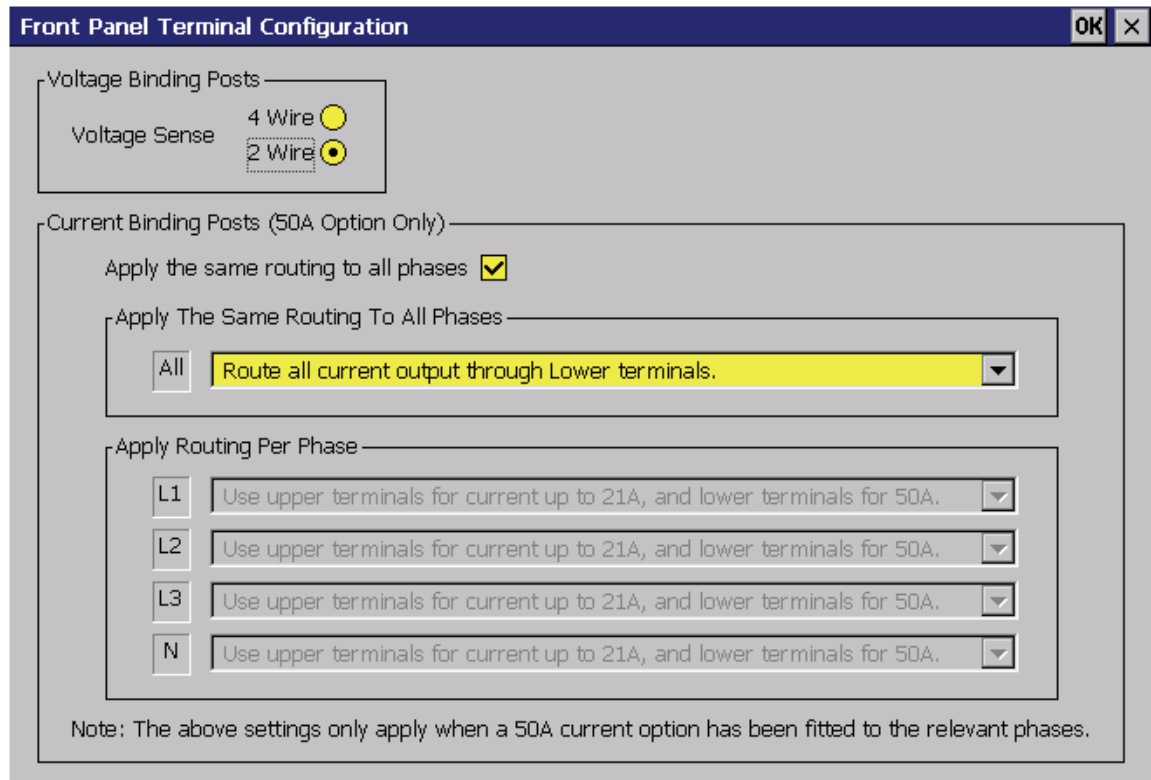 Front Panel Terminal Configuration OK
Voltage Binding Posts
4 Wire
Voltage Sense
2 Wire
Current Binding Posts (50A Option Only)
Apply the same routing to all phases
Apply The Same Routing To All Phases
All Route all current output through Lower terminals.
Apply Routing Per Phase
L1 Use upper terminals for current up to 21A, and lower terminals for 50A.
L2 Use upper terminals for current up to 21A, and lower terminals for 50A.
L3 Use upper terminals for current up to 21A, and lower terminals for 50A.
N Use upper terminals for current up to 21A, and lower terminals for 50A.
Note: The above settings only apply when a 50A current option has been fitted to the relevant phases.